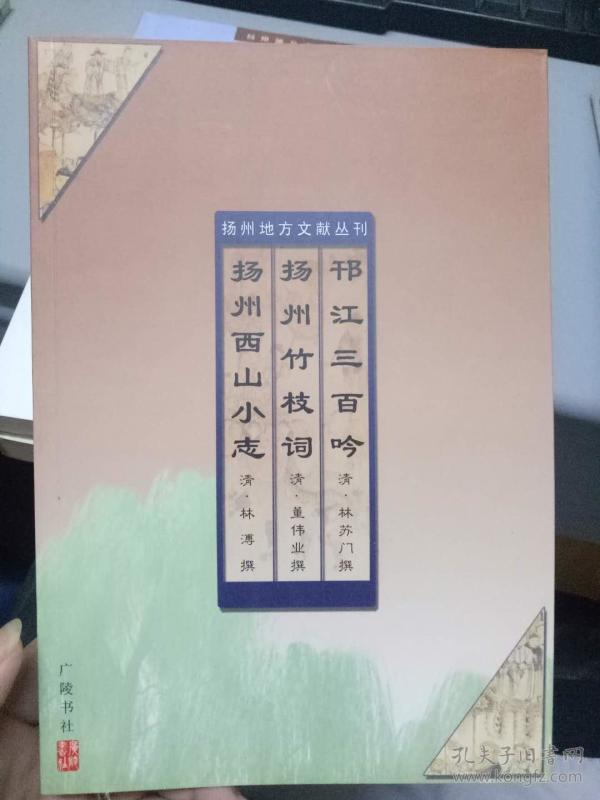 扬州地方文献丛刊
邗江三百吟
清·林苏门撰
扬州竹枝词
清·董伟业撰
扬州西山小志
清·林溥撰
广陵书社
孔夫子旧书网
www.kongfz.com